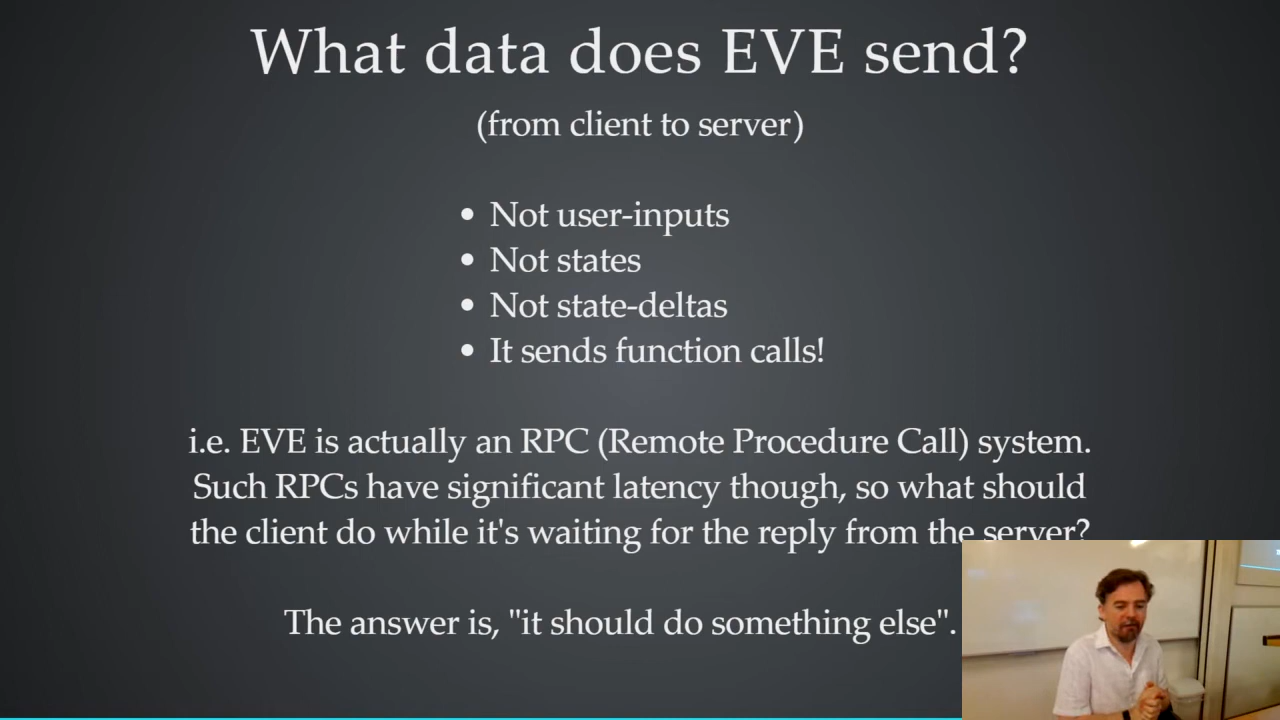 What data does EVE send?
(from client to server)
• Not user-inputs
• Not states
• Not state-deltas
• It sends function calls!
i.e. EVE is actually an RPC (Remote Procedure Call) system.
Such RPCs have significant latency though, so what should
the client do while it's waiting for the reply from the server?
The answer is, "it should do something else".